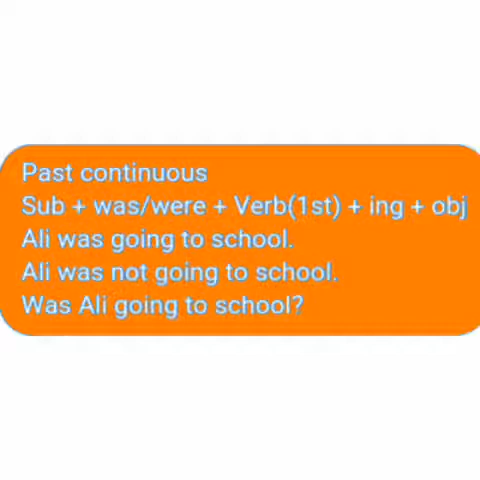 Past continuous
Sub + was/were + Verb(1st) + ing + obj
Ali was going to school.
Ali was not going to school.
Was Ali going to school?